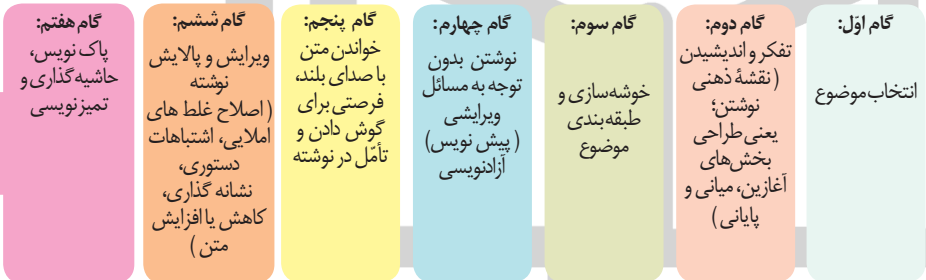 گام اوّل:
انتخاب موضوع
گام دوم:
تفکر و اندیشیدن
( نقشهٔ ذهنی
نوشتن؛
یعنی طراحی
بخش‌های
آغازین، میانی و
پایانی )
گام سوم:
خوشه‌سازی و
طبقه‌بندی
موضوع
گام چهارم:
نوشتن بدون
توجه به مسائل
ویرایشی
( پیش نویس)
آزادنویسی
گام پنجم:
خواندن متن
با صدای بلند،
فرصتی برای
گوش دادن و
تأمّل در نوشته
گام ششم:
ویرایش و پالایش
نوشته
( اصلاح غلط های
املایی، اشتباهات
دستوری،
نشانه گذاری،
کاهش یا افزایش
متن )
گام هفتم:
پاک نویس،
حاشیه‌گذاری و
تمیزنویسی